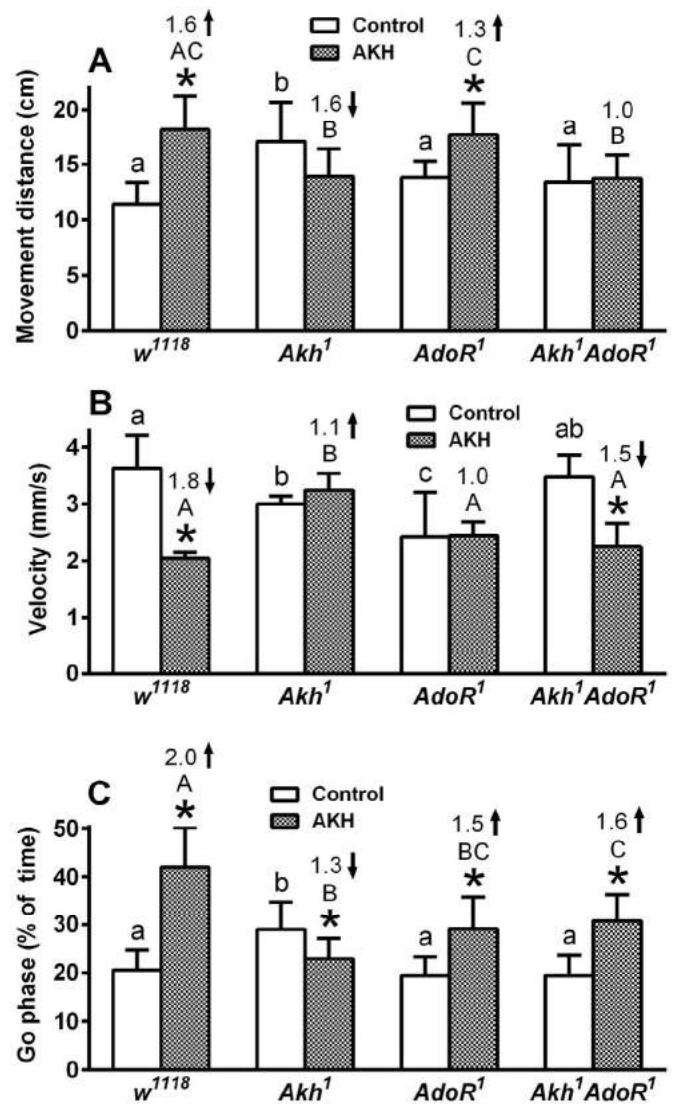 1.6 ↑
AC
*
Control
AKH
1.3 ↑
C
*
A
b
1.6 ↓
B
1.0
B
a
a
a
Movement distance (cm)
20
15
10
5
0
w¹¹¹⁸
Akh¹
AdoR¹
Akh¹AdoR¹
B
Control
AKH
a
1.8 ↓
A
*
b
1.1 ↑
B
c
1.0
A
ab
1.5 ↓
A
*
Velocity (mm/s)
4
3
2
1
0
w¹¹¹⁸
Akh¹
AdoR¹
Akh¹AdoR¹
C
Control
AKH
2.0 ↑
A
*
a
b
1.3 ↓
B
*
a
1.5 ↑
BC
*
a
1.6 ↑
C
*
Go phase (% of time)
50
40
30
20
10
0
w¹¹¹⁸
Akh¹
AdoR¹
Akh¹AdoR¹